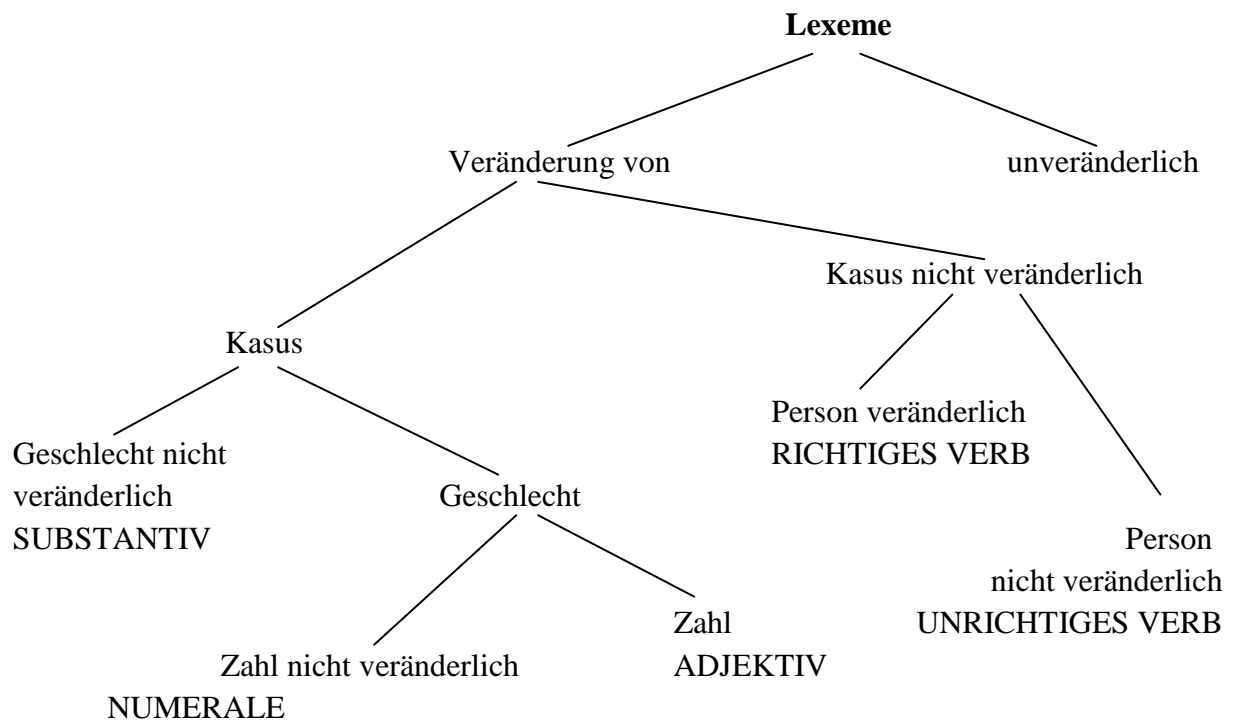 Lexeme
Veränderung von
unveränderlich
Kasus nicht veränderlich
Kasus
Person veränderlich
RICHTIGES VERB
Geschlecht nicht
veränderlich
SUBSTANTIV
Geschlecht
Person
nicht veränderlich
UNRICHTIGES VERB
Zahl
ADJEKTIV
Zahl nicht veränderlich
NUMERALE